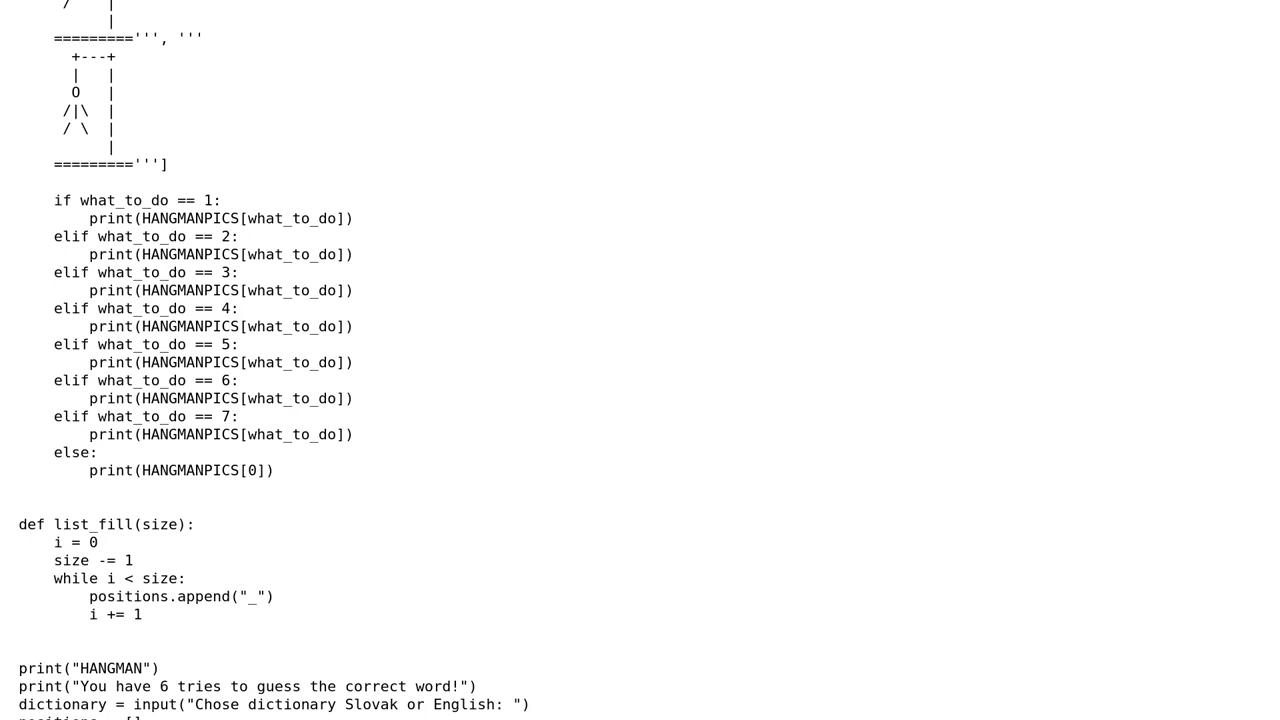 /    |
         |
    =========''', '''
      +---+
      |   |
      O   |
     /|\  |
     / \  |
          |
    =========''']

    if what_to_do == 1:
        print(HANGMANPICS[what_to_do])
    elif what_to_do == 2:
        print(HANGMANPICS[what_to_do])
    elif what_to_do == 3:
        print(HANGMANPICS[what_to_do])
    elif what_to_do == 4:
        print(HANGMANPICS[what_to_do])
    elif what_to_do == 5:
        print(HANGMANPICS[what_to_do])
    elif what_to_do == 6:
        print(HANGMANPICS[what_to_do])
    elif what_to_do == 7:
        print(HANGMANPICS[what_to_do])
    else:
        print(HANGMANPICS[0])


def list_fill(size):
    i = 0
    size -= 1
    while i < size:
        positions.append("_")
        i += 1


print("HANGMAN")
print("You have 6 tries to guess the correct word!")
dictionary = input("Chose dictionary Slovak or English: ")
positions = []